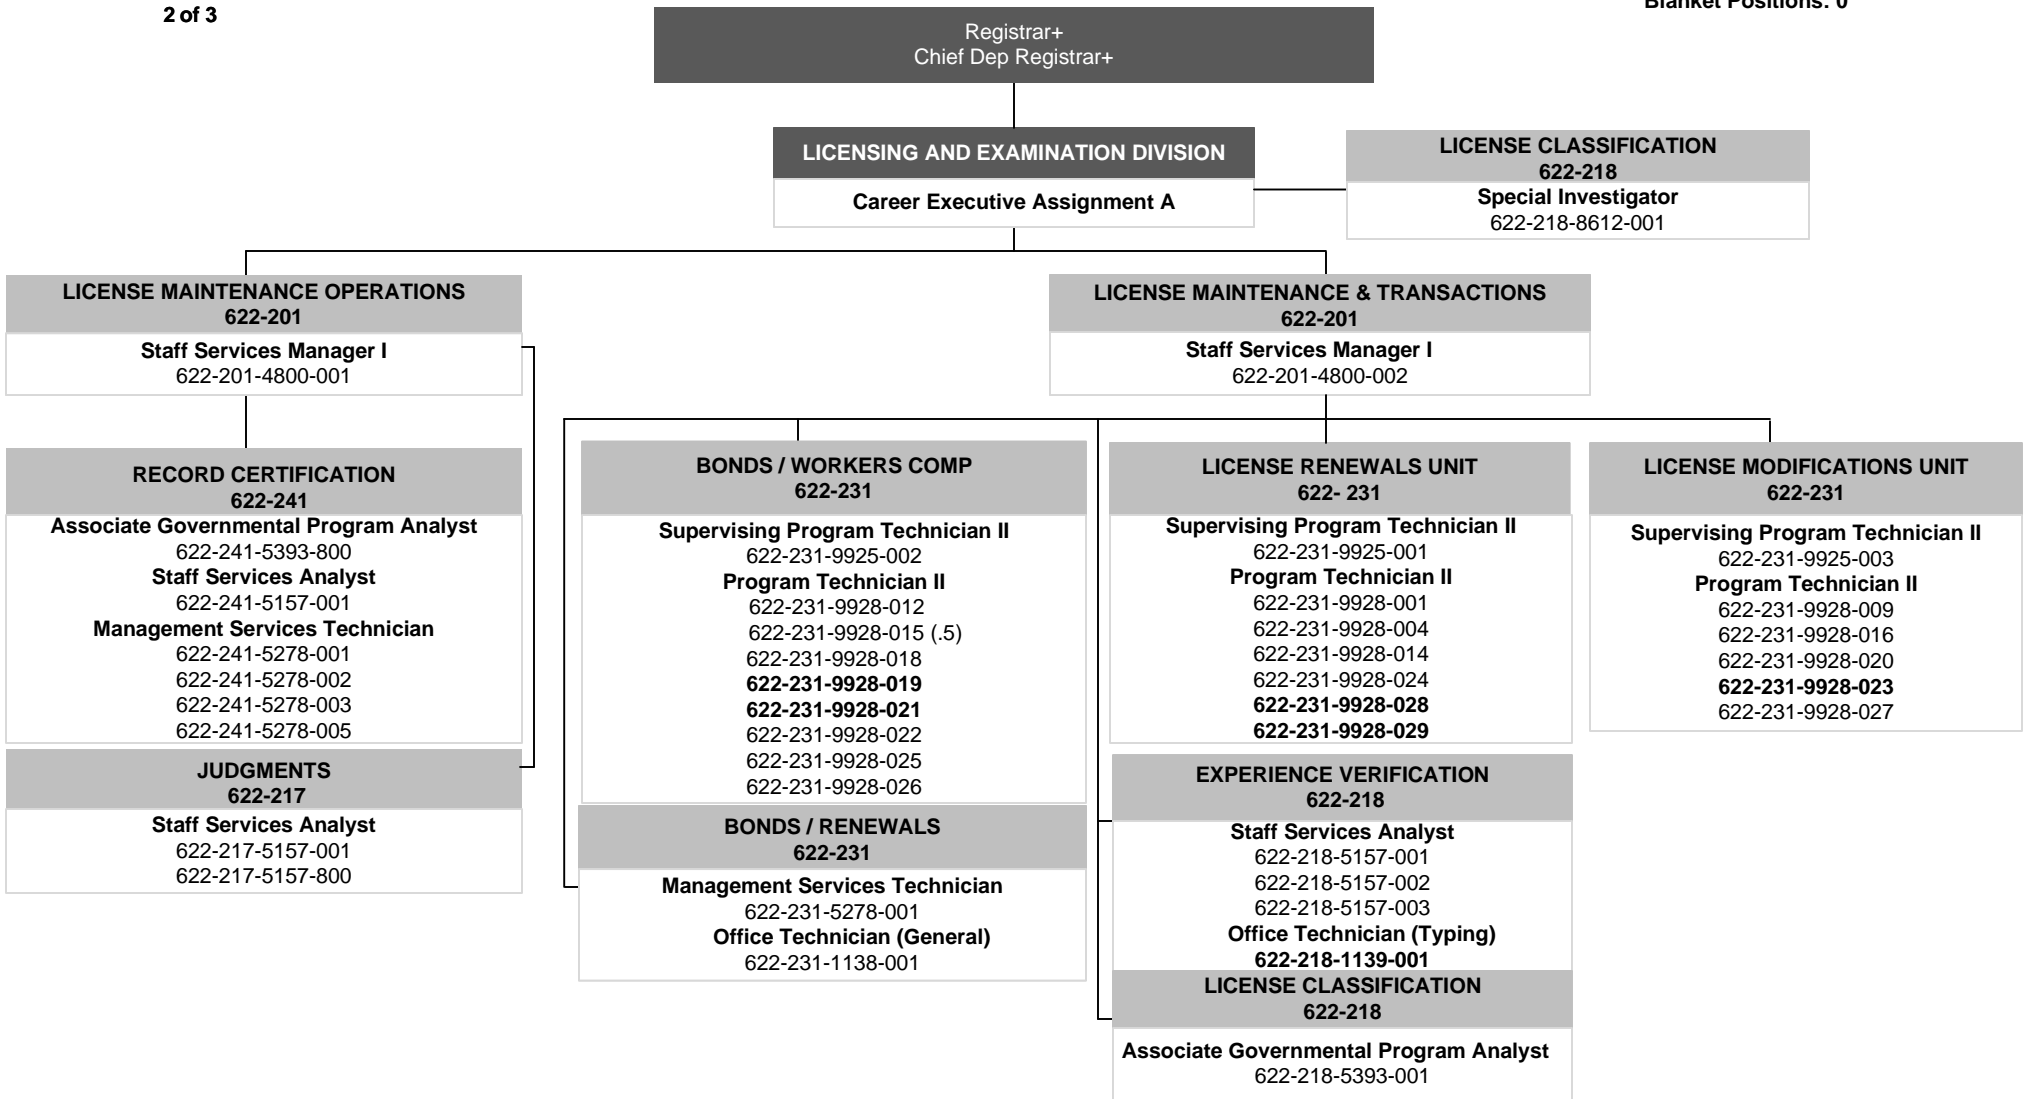 2 of 3
Blanket Positions: 0
Registrar+
Chief Dep Registrar+
LICENSING AND EXAMINATION DIVISION
Career Executive Assignment A
LICENSE CLASSIFICATION
622-218
Special Investigator
622-218-8612-001
LICENSE MAINTENANCE OPERATIONS
622-201
Staff Services Manager I
622-201-4800-001
LICENSE MAINTENANCE & TRANSACTIONS
622-201
Staff Services Manager I
622-201-4800-002
RECORD CERTIFICATION
622-241
Associate Governmental Program Analyst
622-241-5393-800
Staff Services Analyst
622-241-5157-001
Management Services Technician
622-241-5278-001
622-241-5278-002
622-241-5278-003
622-241-5278-005
JUDGMENTS
622-217
Staff Services Analyst
622-217-5157-001
622-217-5157-800
BONDS / WORKERS COMP
622-231
Supervising Program Technician II
622-231-9925-002
Program Technician II
622-231-9928-012
622-231-9928-015 (.5)
622-231-9928-018
622-231-9928-019
622-231-9928-021
622-231-9928-022
622-231-9928-025
622-231-9928-026
BONDS / RENEWALS
622-231
Management Services Technician
622-231-5278-001
Office Technician (General)
622-231-1138-001
LICENSE RENEWALS UNIT
622- 231
Supervising Program Technician II
622-231-9925-001
Program Technician II
622-231-9928-001
622-231-9928-004
622-231-9928-014
622-231-9928-024
622-231-9928-028
622-231-9928-029
EXPERIENCE VERIFICATION
622-218
Staff Services Analyst
622-218-5157-001
622-218-5157-002
622-218-5157-003
Office Technician (Typing)
622-218-1139-001
LICENSE CLASSIFICATION
622-218
Associate Governmental Program Analyst
622-218-5393-001
LICENSE MODIFICATIONS UNIT
622-231
Supervising Program Technician II
622-231-9925-003
Program Technician II
622-231-9928-009
622-231-9928-016
622-231-9928-020
622-231-9928-023
622-231-9928-027